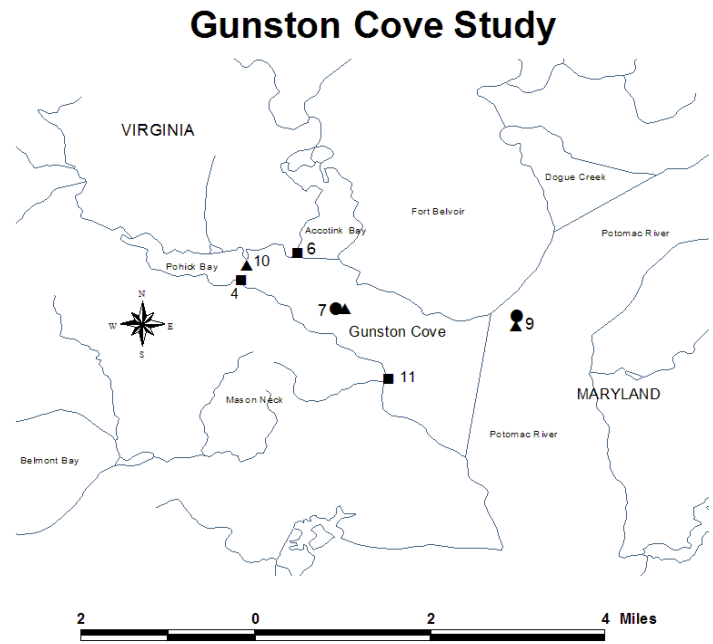 Gunston Cove Study
VIRGINIA
Dogue Creek
Fort Belvoir
Accotink Bay
Potomac River
6
10
Pohick Bay
4
7
9
N
W E
S
Gunston Cove
11
MARYLAND
Mason Neck
Potomac River
Belmont Bay
2 0 2 4 Miles